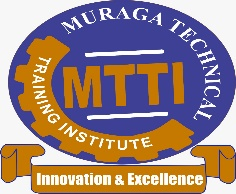 MURAGA TECHNICAL
TRAINING INSTITUTE
MTTI
Innovation & Excellence